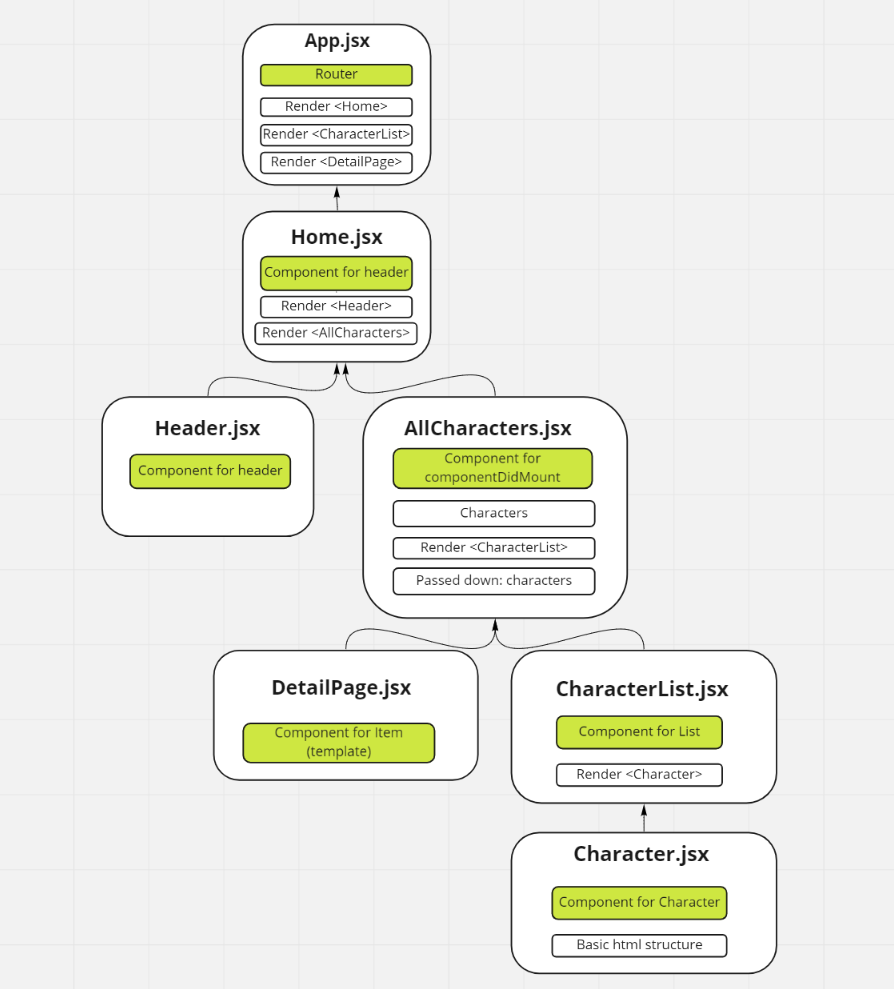 App.jsx
Router
Render <Home>
Render <CharacterList>
Render <DetailPage>
Home.jsx
Component for header
Render <Header>
Render <AllCharacters>
Header.jsx
Component for header
AllCharacters.jsx
Component for
componentDidMount
Characters
Render <CharacterList>
Passed down: characters
DetailPage.jsx
Component for Item
(template)
CharacterList.jsx
Component for List
Render <Character>
Character.jsx
Component for Character
Basic html structure